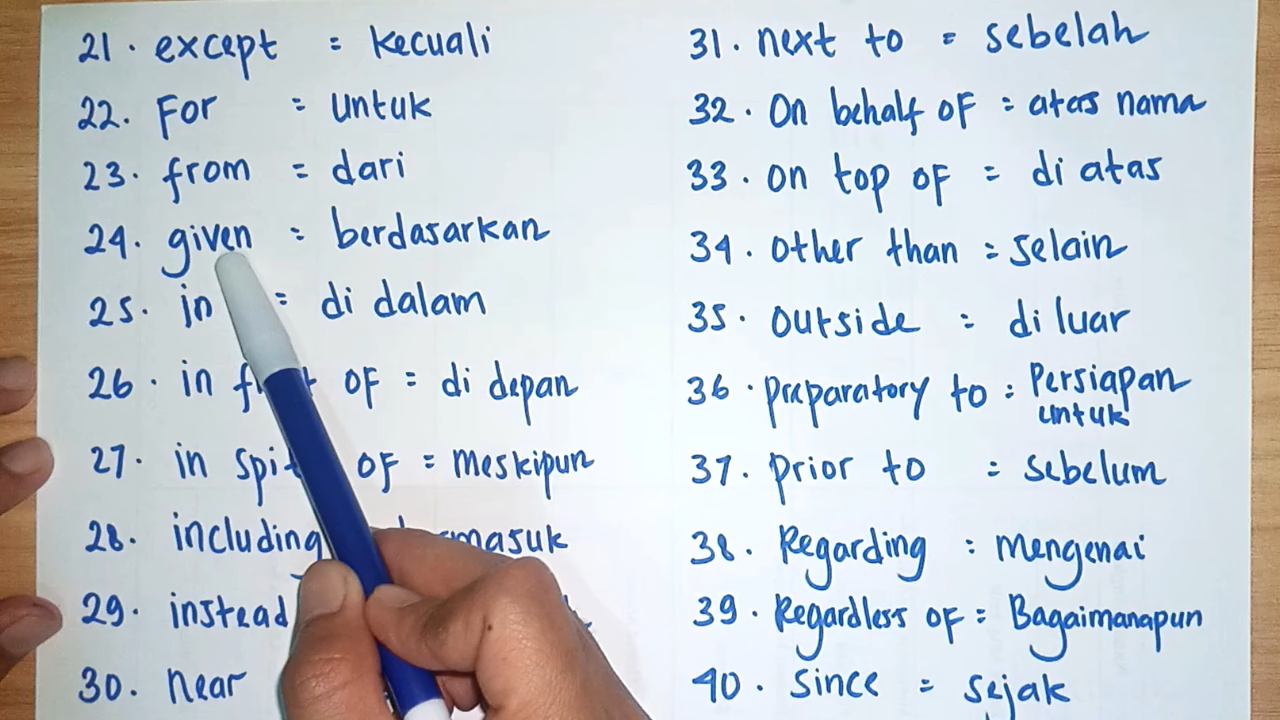 21. except = kecuali
22. For = untuk
23. from = dari
24. given = berdasarkan
25. in = di dalam
26. in of = di depan
27. in of = Meskipun
28. including
29. instead
30. near
31. next to = sebelah
32. On behalf of = atas nama
33. on top of = di atas
34. other than = selain
35. outside = di luar
36. preparatory to = Persiapan
untuk
37. prior to = sebelum
38. Regarding = Mengenai
39. Regardless of = Bagaimanapun
40. since = sejak